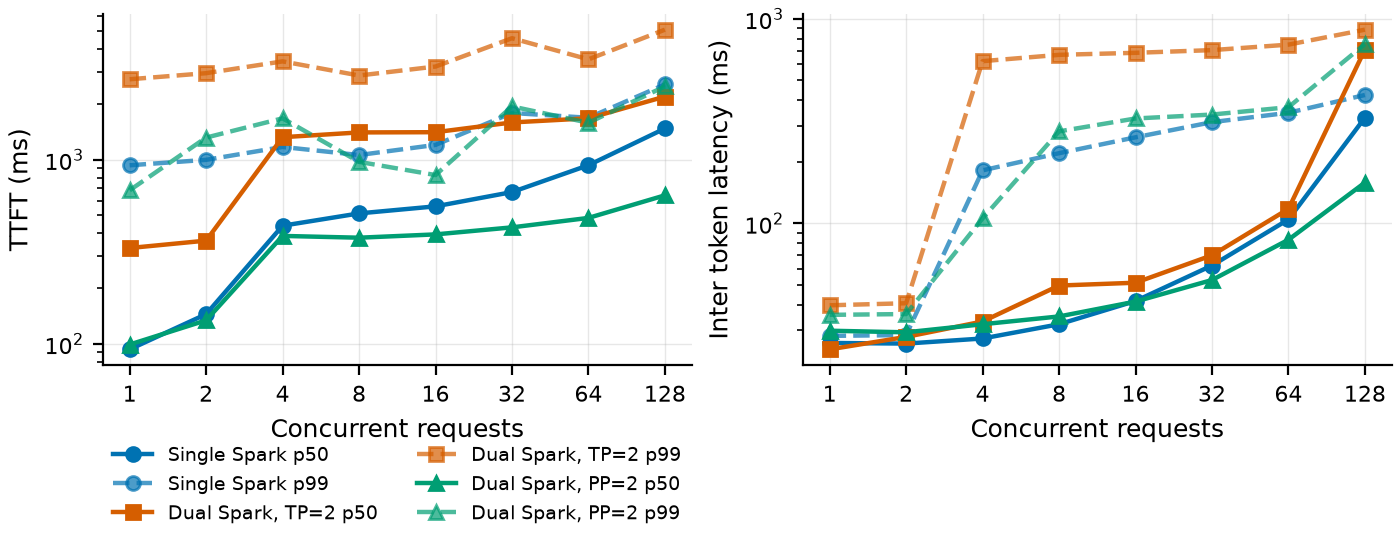 TTFT (ms)
10³
10²
1 2 4 8 16 32 64 128
Concurrent requests
Inter token latency (ms)
10³
10²
1 2 4 8 16 32 64 128
Concurrent requests
Single Spark p50
Single Spark p99
Dual Spark, TP=2 p50
Dual Spark, TP=2 p99
Dual Spark, PP=2 p50
Dual Spark, PP=2 p99